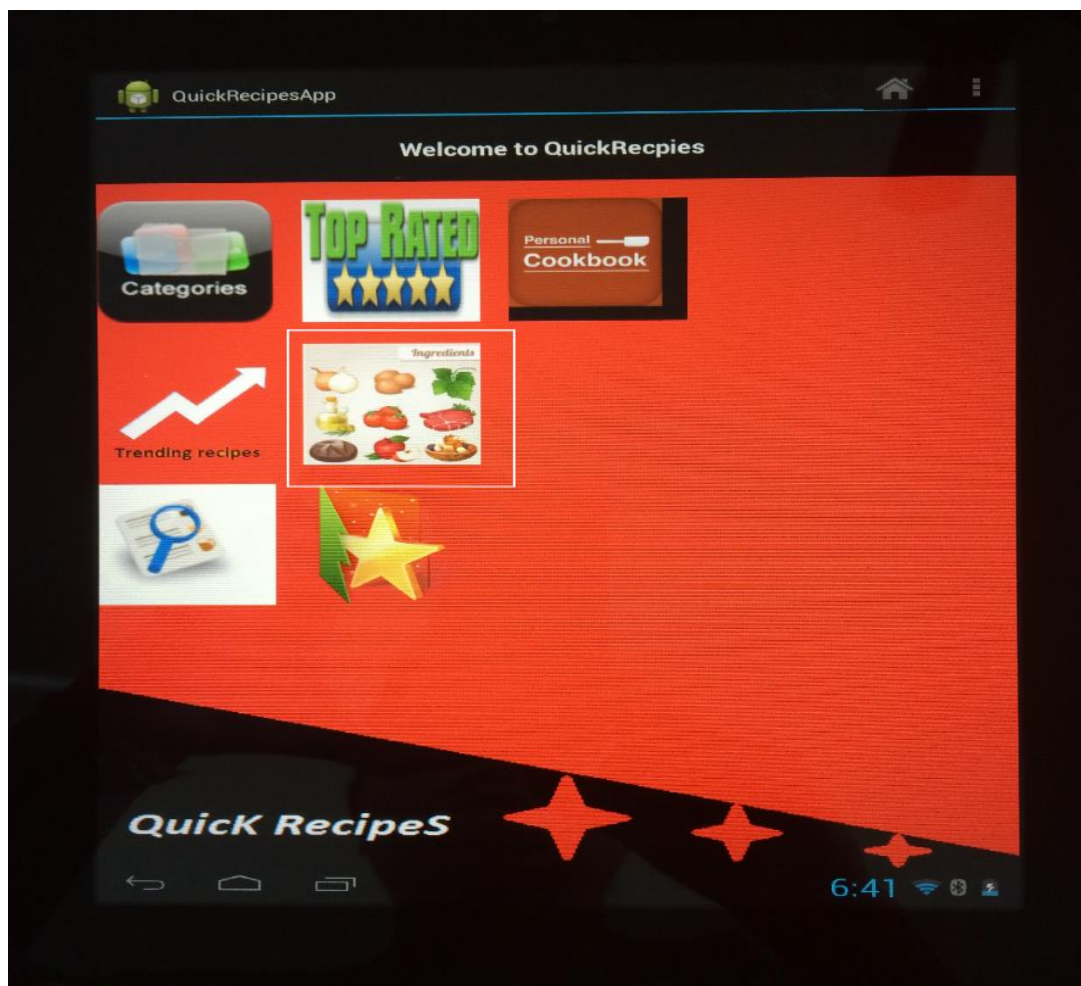 QuickRecipesApp
Welcome to QuickRecpies
Categories
TOP RATED
Personal
Cookbook
Trending recipes
Ingredients
QuicK RecipeS
6:41